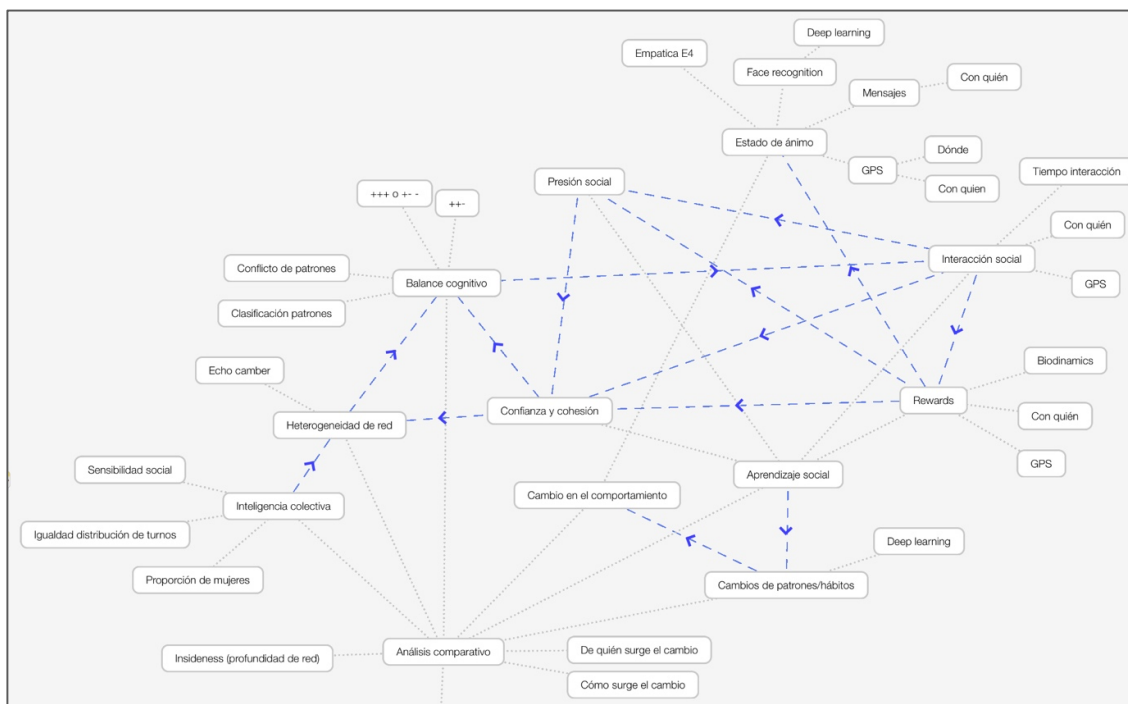 Deep learning
Empatica E4
Face recognition
Con quién
Mensajes
Estado de ánimo
Dónde
GPS
Con quien
Tiempo interacción
Presión social
+++ o +- -
++-
Con quién
Interacción social
Conflicto de patrones
Balance cognitivo
GPS
Clasificación patrones
Biodinamics
Echo camber
Rewards
Confianza y cohesión
Con quién
Heterogeneidad de red
GPS
Sensibilidad social
Aprendizaje social
Cambio en el comportamiento
Inteligencia colectiva
Igualdad distribución de turnos
Deep learning
Proporción de mujeres
Cambios de patrones/hábitos
De quién surge el cambio
Análisis comparativo
Insideness (profundidad de red)
Cómo surge el cambio